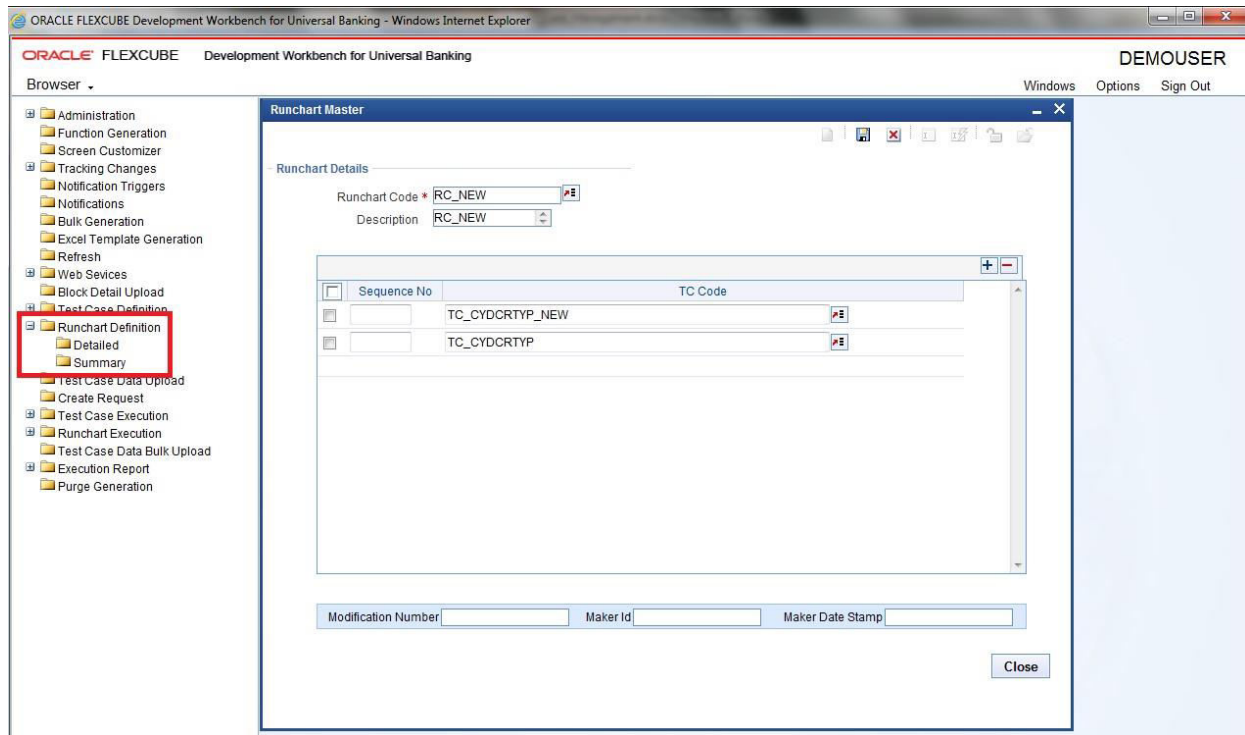 ORACLE FLEXCUBE Development Workbench for Universal Banking - Windows Internet Explorer
ORACLE FLEXCUBE Development Workbench for Universal Banking
DEMOUSER
Browser
Windows Options Sign Out
Administration
Function Generation
Screen Customizer
Tracking Changes
Notification Triggers
Notifications
Bulk Generation
Excel Template Generation
Refresh
Web Sevices
Block Detail Upload
Test Case Definition
Runchart Definition
Detailed
Summary
Test Case Data Upload
Create Request
Test Case Execution
Runchart Execution
Test Case Data Bulk Upload
Execution Report
Purge Generation
Runchart Master
Runchart Details
Runchart Code * RC_NEW
Description RC_NEW
Sequence No TC Code
TC_CYDCRTYP_NEW
TC_CYDCRTYP
Modification Number Maker Id Maker Date Stamp
Close